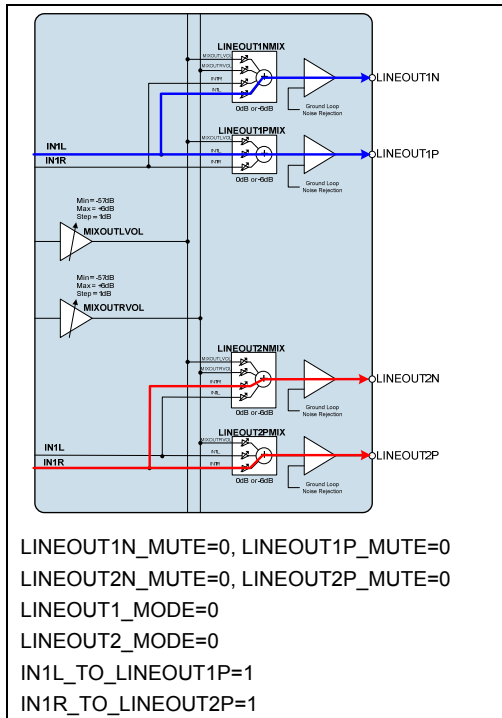 LINEOUT1NMIX
MIXOUTLVOL
MIXOUTRVOL
IN1R
IN1L
0dB or -6dB
Ground Loop
Noise Rejection
LINEOUT1N
LINEOUT1PMIX
MIXOUTLVOL
IN1L
IN1R
0dB or -6dB
Ground Loop
Noise Rejection
LINEOUT1P
IN1L
IN1R
Min = -57dB
Max = +6dB
Step = 1dB
MIXOUTLVOL
Min = -57dB
Max = +6dB
Step = 1dB
MIXOUTRVOL
LINEOUT2NMIX
MIXOUTLVOL
MIXOUTRVOL
IN1R
IN1L
0dB or -6dB
Ground Loop
Noise Rejection
LINEOUT2N
LINEOUT2PMIX
MIXOUTRVOL
IN1L
IN1R
0dB or -6dB
Ground Loop
Noise Rejection
LINEOUT2P
IN1L
IN1R
LINEOUT1N_MUTE=0, LINEOUT1P_MUTE=0
LINEOUT2N_MUTE=0, LINEOUT2P_MUTE=0
LINEOUT1_MODE=0
LINEOUT2_MODE=0
IN1L_TO_LINEOUT1P=1
IN1R_TO_LINEOUT2P=1